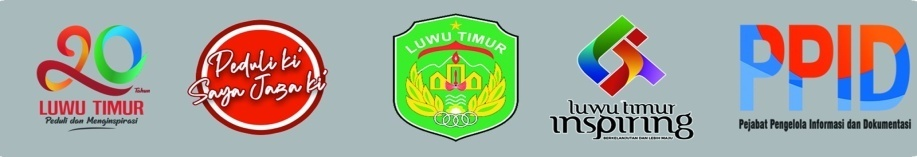 20
Tahun
LUWU TIMUR
Peduli dan Menginspirasi
Peduli ki'
Saya Jaga ki'
LUWU TIMUR
luwu timur
inspiring
BERKELANJUTAN DAN LEBIH MAJU
PPID
Pejabat Pengelola Informasi dan Dokumentasi